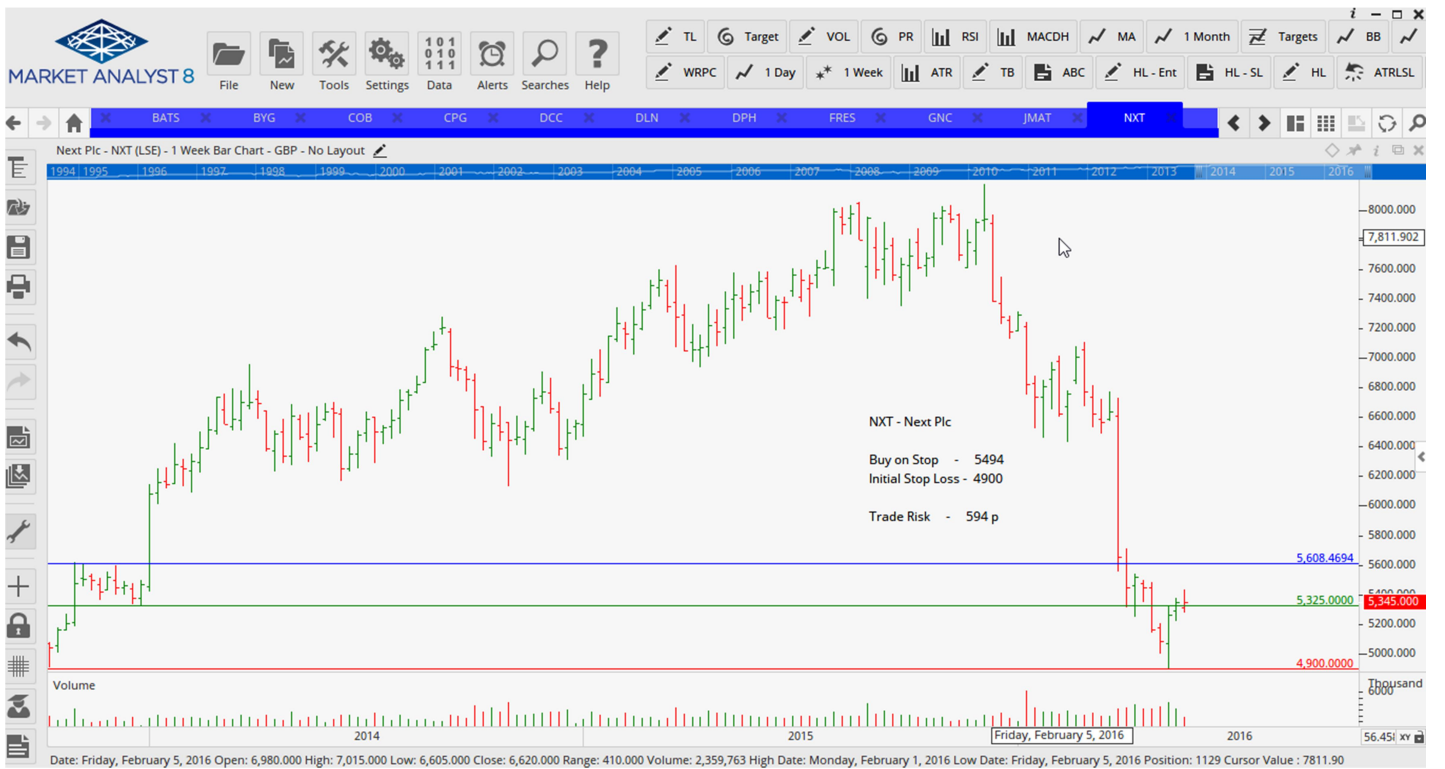 MARKET ANALYST 8
File New Tools Settings Data Alerts Searches Help
TL Target VOL PR RSI MACDH MA 1 Month Targets BB
WRPC 1 Day 1 Week ATR TB ABC HL - Ent HL - SL HL ATRLSL
BATS BYG COB CPG DCC DLN DPH FRES GNC JMAT NXT
Next Plc - NXT (LSE) - 1 Week Bar Chart - GBP - No Layout
1994 1995 1996 1997 1998 1999 2000 2001 2002 2003 2004 2005 2006 2007 2008 2009 2010 2011 2012 2013 2014 2015 2016
8000.000
7,811.902
7600.000
7400.000
7200.000
7000.000
6800.000
6600.000
6400.000
6200.000
6000.000
5800.000
5600.000
5400.000
5,345.000
5200.000
5000.000
NXT - Next Plc
Buy on Stop - 5494
Initial Stop Loss - 4900
Trade Risk - 594 p
5,608.4694
5,325.0000
4,900.0000
Volume
Thousand
6000
2014 2015 Friday, February 5, 2016 2016
XY
Date: Friday, February 5, 2016 Open: 6,980.000 High: 7,015.000 Low: 6,605.000 Close: 6,620.000 Range: 410.000 Volume: 2,359,763 High Date: Monday, February 1, 2016 Low Date: Friday, February 5, 2016 Position: 1129 Cursor Value : 7811.90